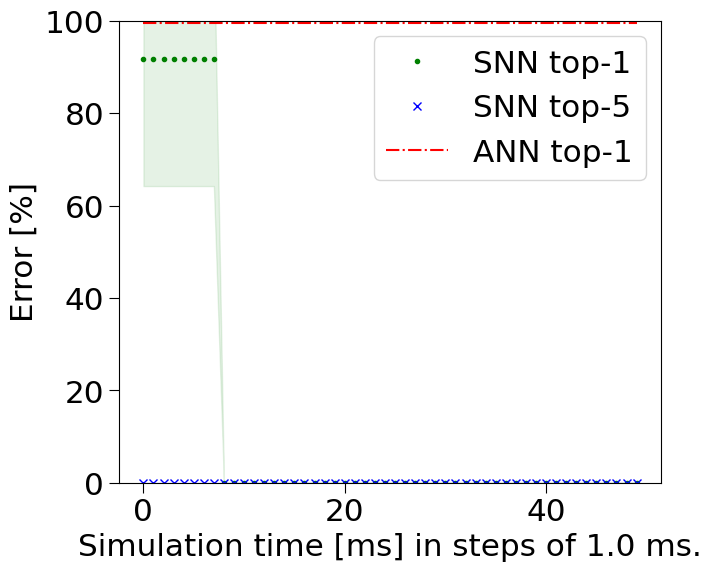 100
80
60
40
20
0
Error [%]
SNN top-1
SNN top-5
ANN top-1
0 20 40
Simulation time [ms] in steps of 1.0 ms.